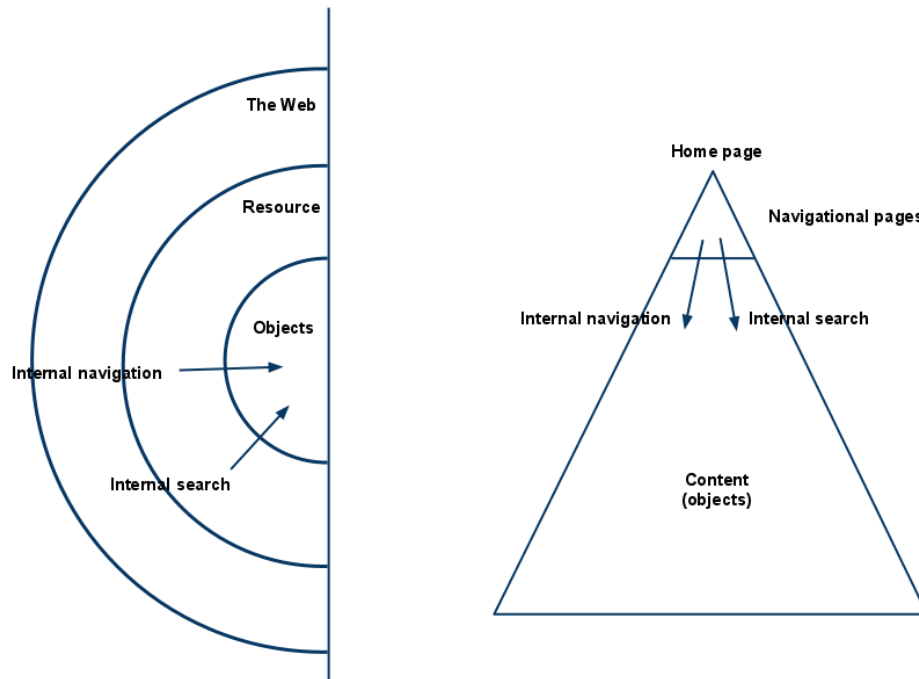 The Web
Resource
Objects
Internal navigation
Internal search
Home page
Navigational pages
Internal navigation
Internal search
Content
(objects)